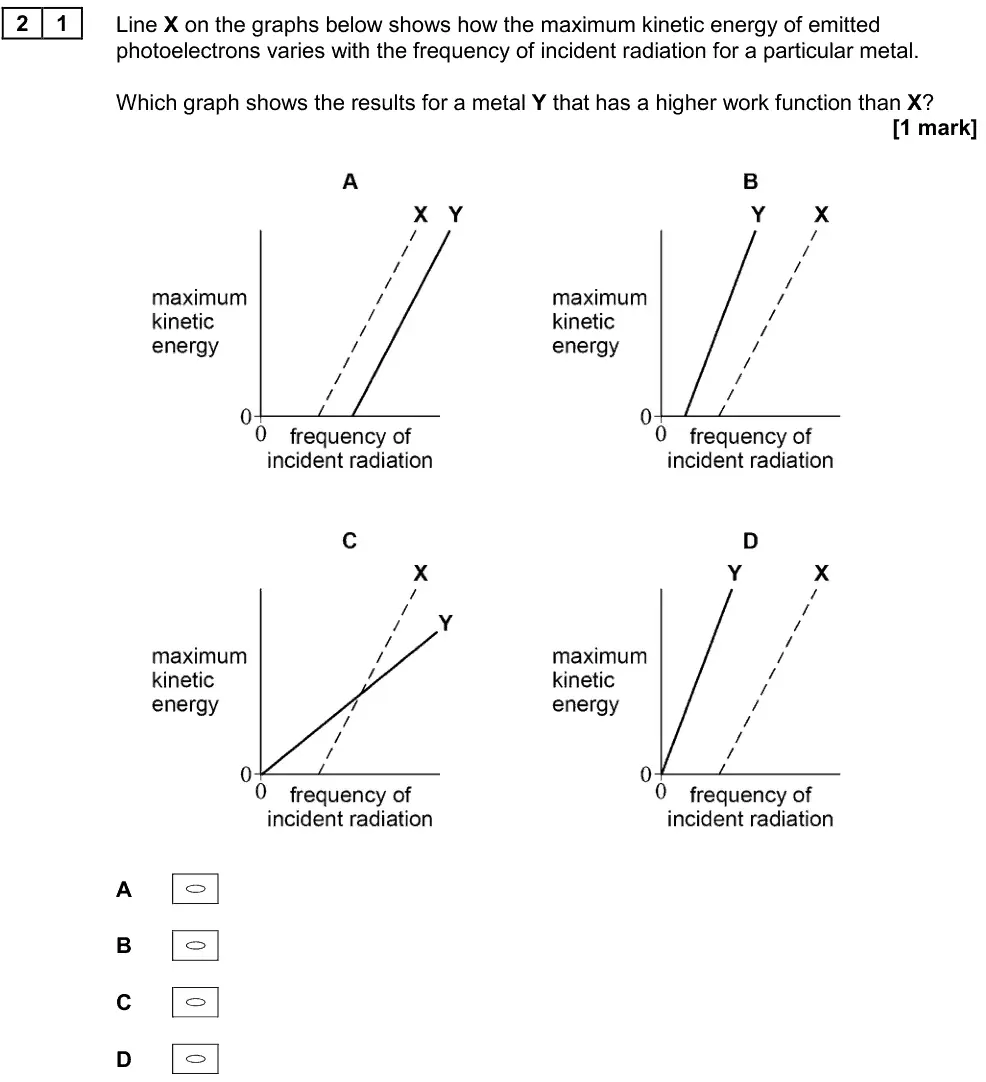 2 1 Line X on the graphs below shows how the maximum kinetic energy of emitted
photoelectrons varies with the frequency of incident radiation for a particular metal.
Which graph shows the results for a metal Y that has a higher work function than X?
[1 mark]
A
X Y
maximum
kinetic
energy
0
0
frequency of
incident radiation
B
Y X
maximum
kinetic
energy
0
0
frequency of
incident radiation
C
X
Y
maximum
kinetic
energy
0
0
frequency of
incident radiation
D
Y X
maximum
kinetic
energy
0
0
frequency of
incident radiation
A
B
C
D